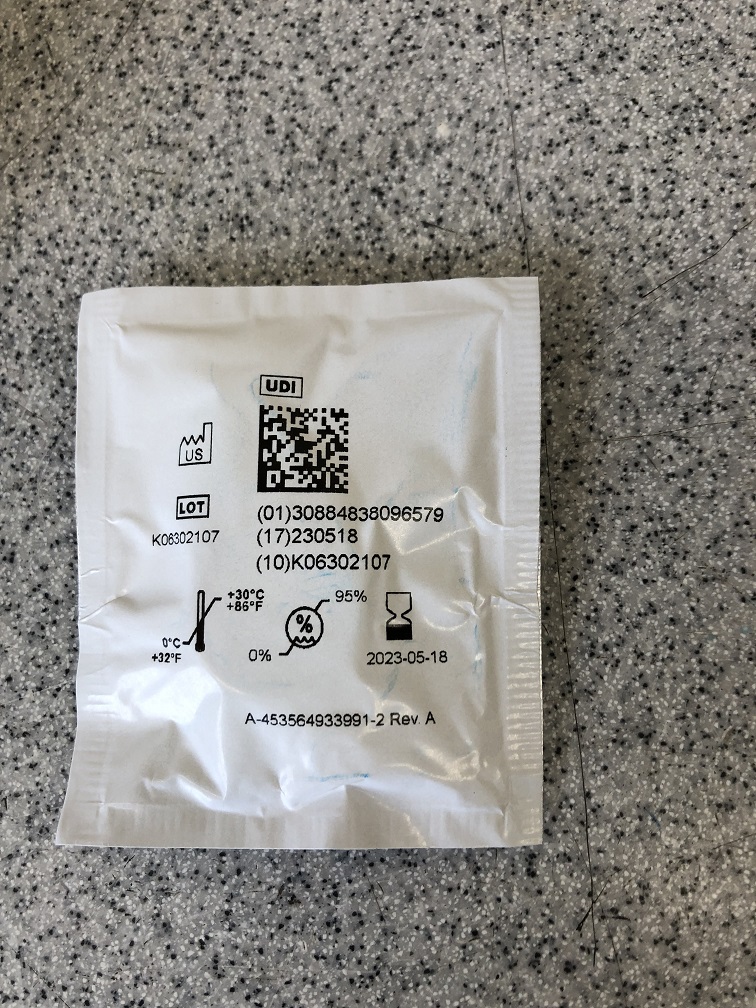 UDI
US
LOT
K06302107
(01)30884838096579
(17)230518
(10)K06302107
+30°C
+86°F
0°C
+32°F
95%
%
0%
2023-05-18
A-453564933991-2 Rev. A